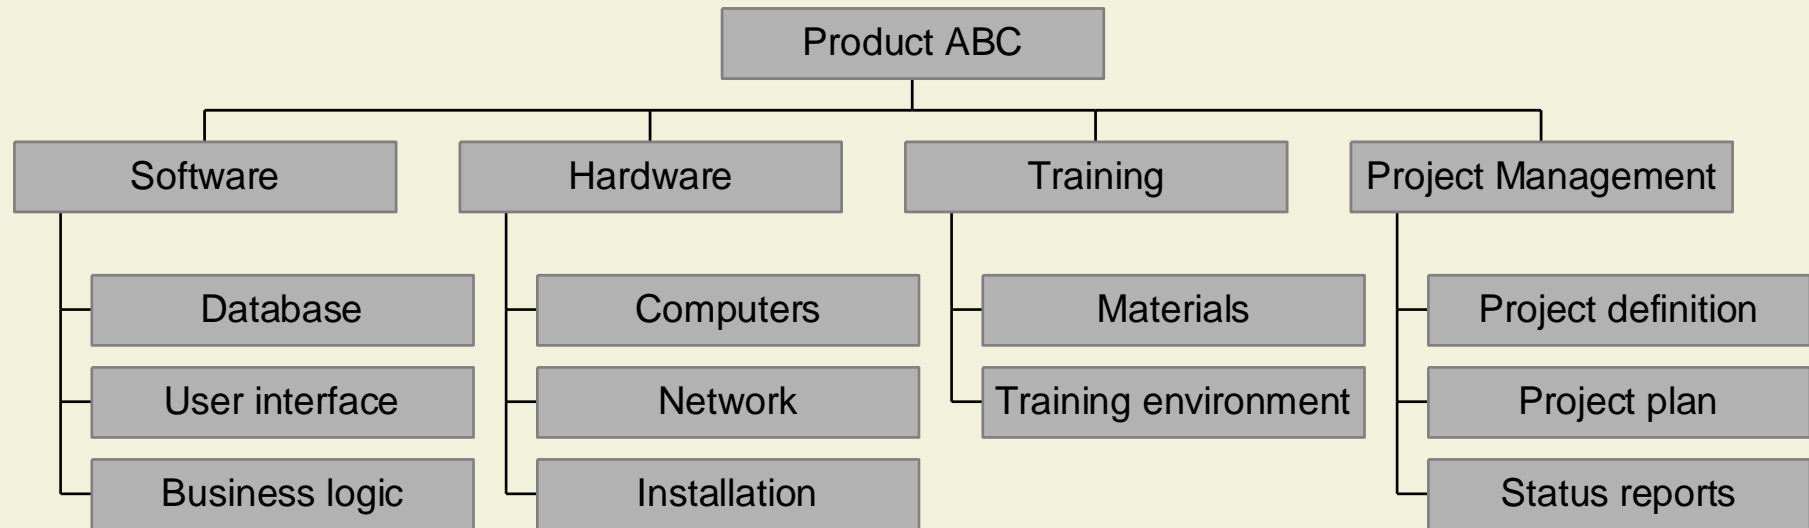 Product ABC
Software
Hardware
Training
Project Management
Database
Computers
Materials
Project definition
User interface
Network
Training environment
Project plan
Business logic
Installation
Status reports